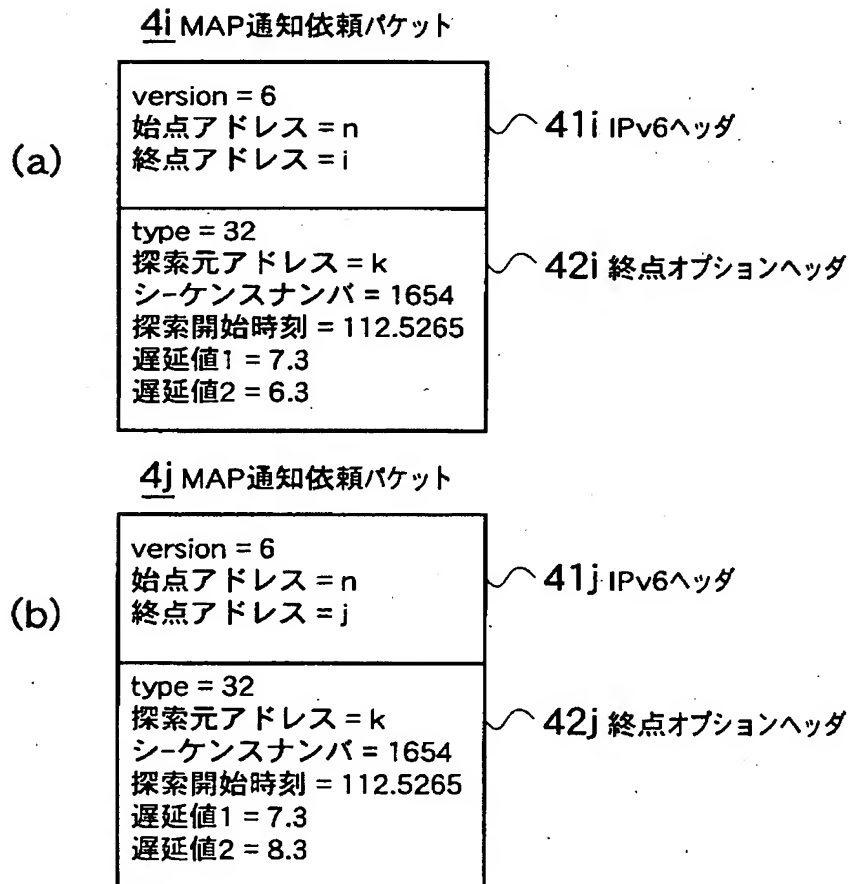 4i MAP通知依頼パケット
(a)
version = 6
始点アドレス = n
終点アドレス = i
41i IPv6ヘッダ
type = 32
探索元アドレス = k
シーケンスナンバ = 1654
探索開始時刻 = 112.5265
遅延値1 = 7.3
遅延値2 = 6.3
42i 終点オプションヘッダ
4j MAP通知依頼パケット
(b)
version = 6
始点アドレス = n
終点アドレス = j
41j IPv6ヘッダ
type = 32
探索元アドレス = k
シーケンスナンバ = 1654
探索開始時刻 = 112.5265
遅延値1 = 7.3
遅延値2 = 8.3
42j 終点オプションヘッダ